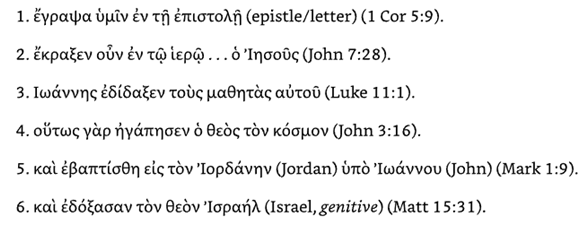 1. ἔγραψα ὑμῖν ἐν τῇ ἐπιστολῇ (epistle/letter) (1 Cor 5:9).
2. ἔκραξεν οὖν ἐν τῷ ἱερῷ . . . ὁ Ἰησοῦς (John 7:28).
3. Ἰωάννης ἐδίδαξεν τοὺς μαθητὰς αὐτοῦ (Luke 11:1).
4. οὕτως γὰρ ἠγάπησεν ὁ θεὸς τὸν κόσμον (John 3:16).
5. καὶ ἐβαπτίσθη εἰς τὸν Ἰορδάνην (Jordan) ὑπὸ Ἰωάννου (John) (Mark 1:9).
6. καὶ ἐδόξασαν τὸν θεὸν Ἰσραήλ (Israel, genitive) (Matt 15:31).